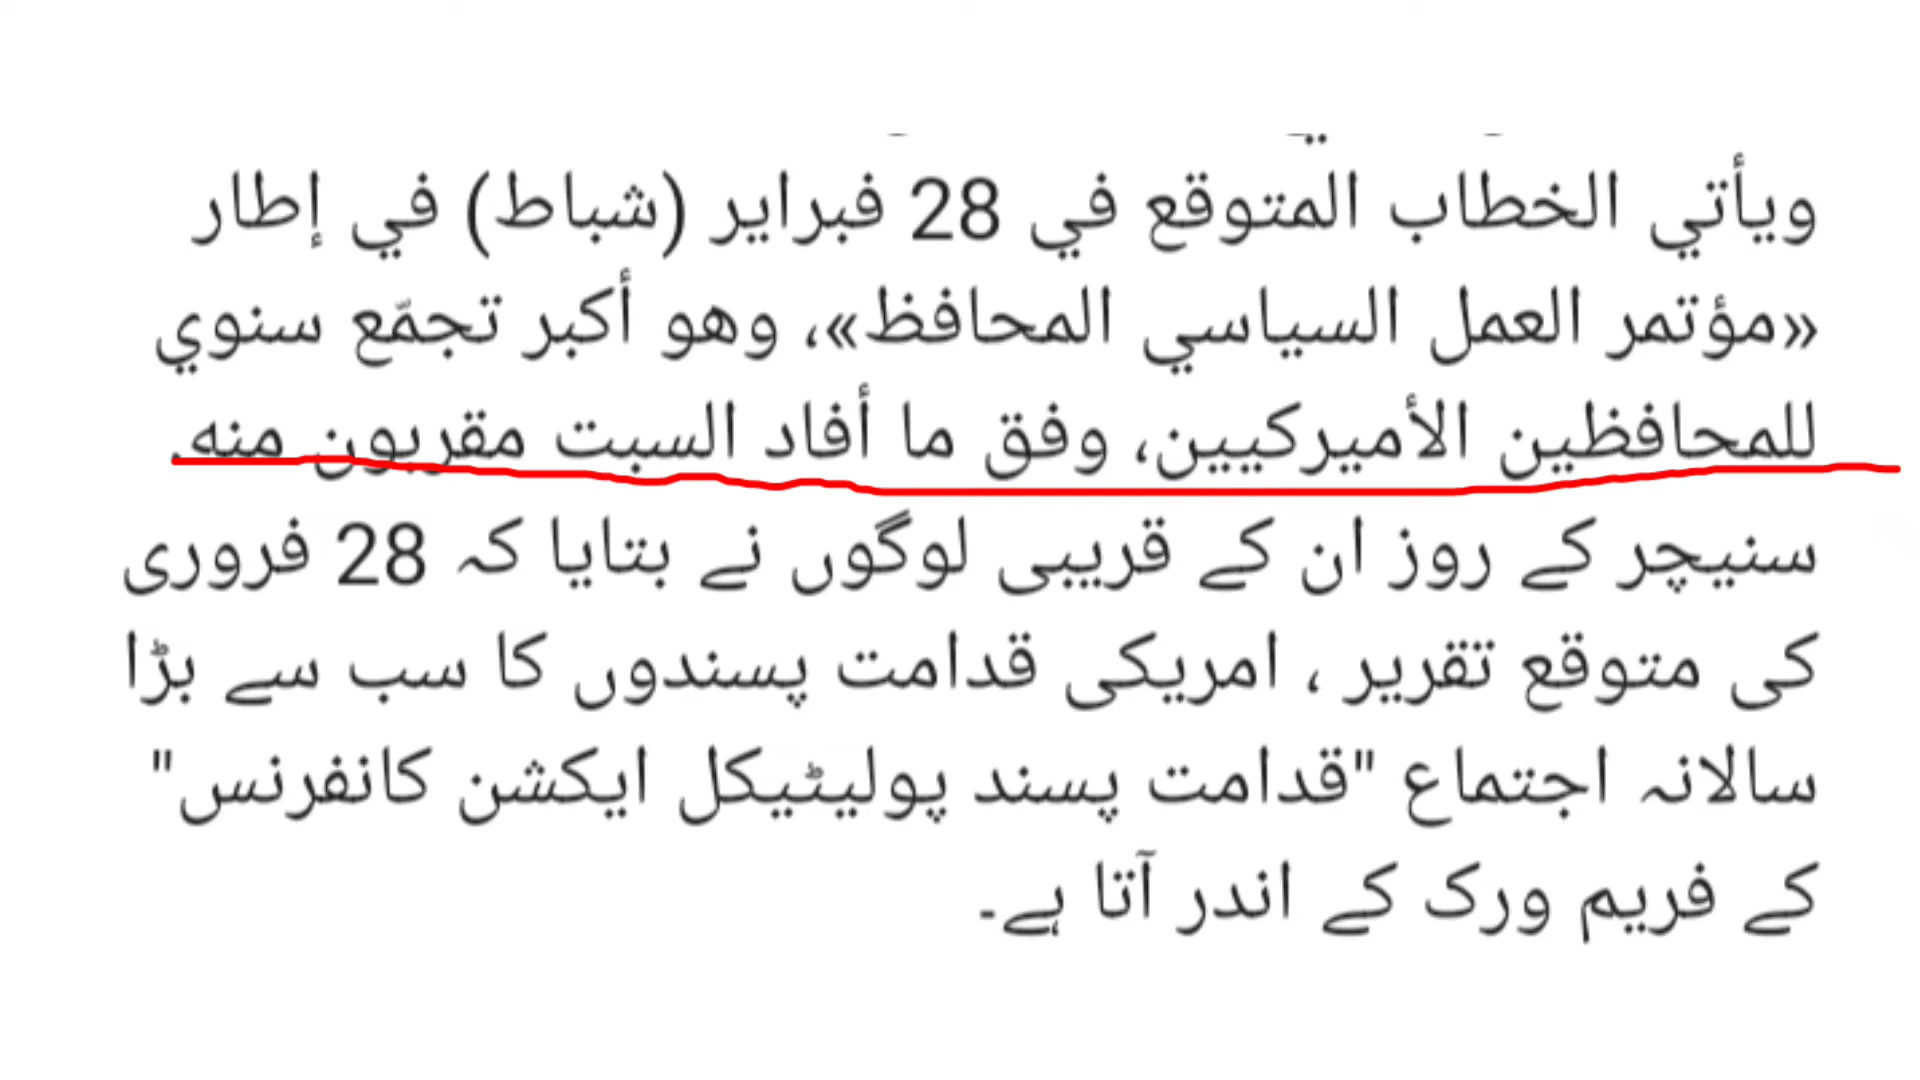 ويأتي الخطاب المتوقع في 28 فبراير (شباط) في إطار
«مؤتمر العمل السياسي المحافظ»، وهو أكبر تجمّع سنوي
للمحافظين الأميركيين، وفق ما أفاد السبت مقربون منه.
سنیچر کے روز ان کے قریبی لوگوں نے بتایا کہ 28 فروری
کی متوقع تقریر ، امریکی قدامت پسندوں کا سب سے بڑا
سالانہ اجتماع "قدامت پسند پولیٹیکل ایکشن کانفرنس"
کے فریم ورک کے اندر آتا ہے۔